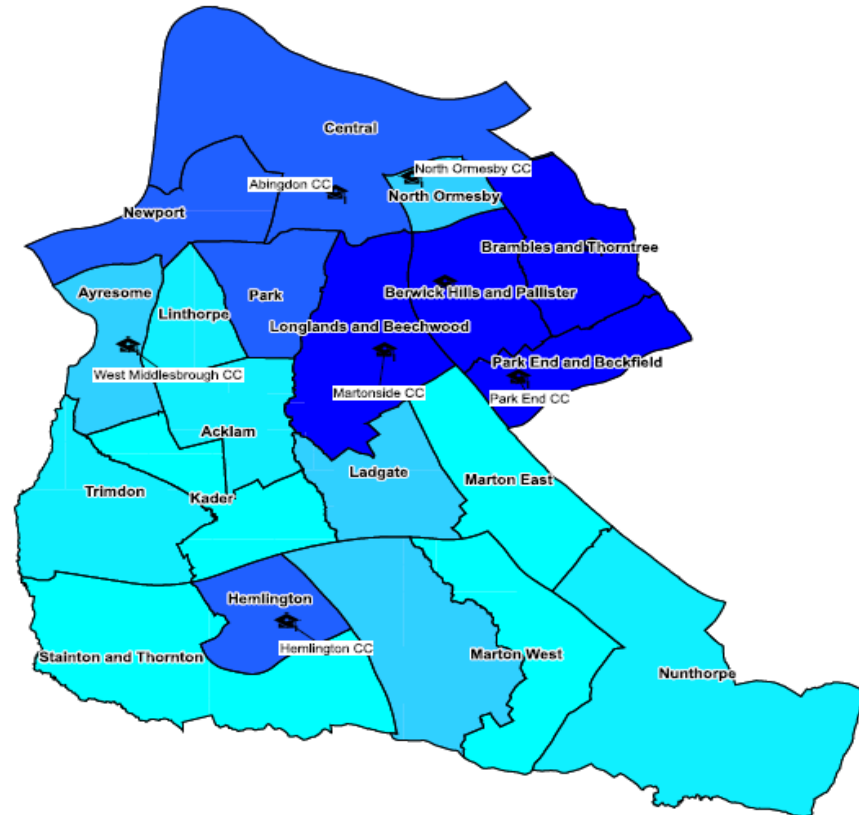 Central
North Ormesby CC
Abingdon CC
North Ormesby
Newport
Brambles and Thorntree
Ayresome
Park
Berwick Hills and Pallister
Linthorpe
Longlands and Beechwood
Park End and Beckfield
West Middlesbrough CC
Martonside CC
Park End CC
Acklam
Ladgate
Marton East
Trimdon
Kader
Hemlington
Hemlington CC
Stainton and Thornton
Marton West
Nunthorpe